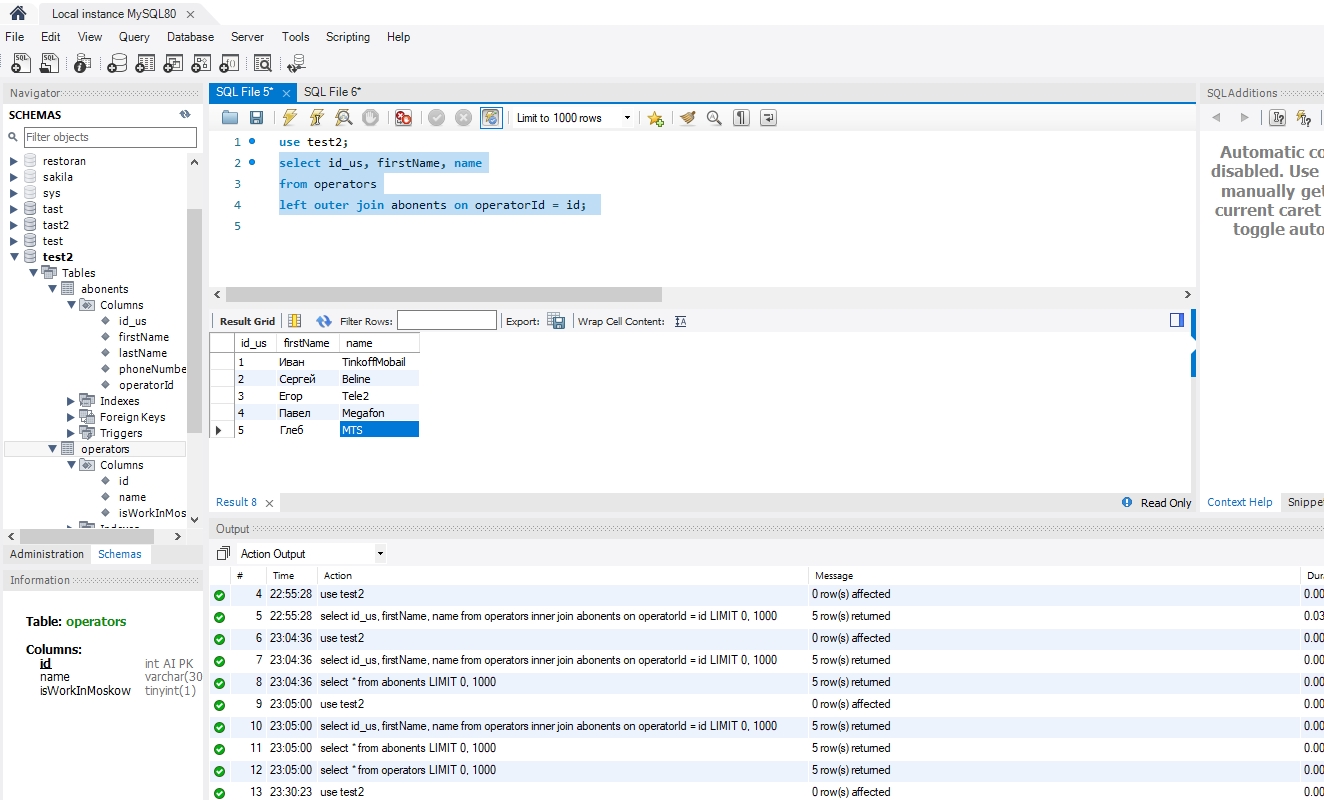 Local instance MySQL80
File Edit View Query Database Server Tools Scripting Help
Navigator
SCHEMAS
Filter objects
restoran
sakila
sys
tast
tast2
test
test2
Tables
abonents
Columns
id_us
firstName
lastName
phoneNumbe
operatorId
Indexes
Foreign Keys
Triggers
operators
Columns
id
name
isWorkInMos
Administration Schemas
Information
Table: operators
Columns:
id int AI PK
name varchar(30
isWorkInMoskow tinyint(1)
SQL File 5* SQL File 6*
Limit to 1000 rows
1 use test2;
2 select id_us, firstName, name
3 from operators
4 left outer join abonents on operatorId = id;
5
Result Grid Filter Rows: Export: Wrap Cell Content:
id_us firstName name
1 Иван TinkoffMobail
2 Сергей Beline
3 Егор Tele2
4 Павел Megafon
5 Глеб MTS
Result 8 Read Only
Output
Action Output
# Time Action Message Dur
4 22:55:28 use test2 0 row(s) affected 0.00
5 22:55:28 select id_us, firstName, name from operators inner join abonents on operatorId = id LIMIT 0, 1000 5 row(s) returned 0.03
6 23:04:36 use test2 0 row(s) affected 0.00
7 23:04:36 select id_us, firstName, name from operators inner join abonents on operatorId = id LIMIT 0, 1000 5 row(s) returned 0.00
8 23:04:36 select * from abonents LIMIT 0, 1000 5 row(s) returned 0.00
9 23:05:00 use test2 0 row(s) affected 0.00
10 23:05:00 select id_us, firstName, name from operators inner join abonents on operatorId = id LIMIT 0, 1000 5 row(s) returned 0.00
11 23:05:00 select * from abonents LIMIT 0, 1000 5 row(s) returned 0.00
12 23:05:00 select * from operators LIMIT 0, 1000 5 row(s) returned 0.00
13 23:30:23 use test2 0 row(s) affected 0.00
SQLAdditions
Automatic co
disabled. Use
manually get
current caret
toggle auto
Context Help Snippe